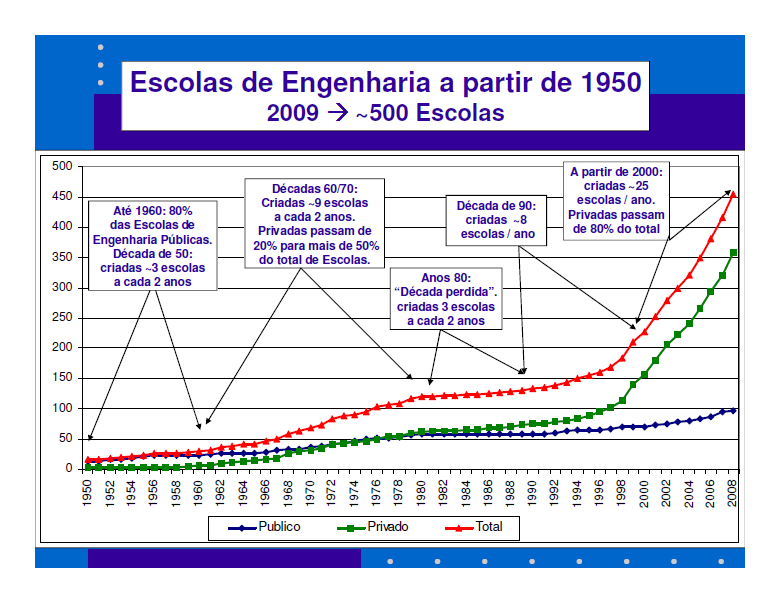 Escolas de Engenharia a partir de 1950
2009 → ~500 Escolas
500
450
400
350
300
250
200
150
100
50
0
Até 1960: 80%
das Escolas de
Engenharia Públicas.
Década de 50:
criadas ~3 escolas
a cada 2 anos
Décadas 60/70:
Criadas ~9 escolas
a cada 2 anos.
Privadas passam de
20% para mais de 50%
do total de Escolas.
Anos 80:
“Década perdida”.
criadas 3 escolas
a cada 2 anos
Década de 90:
criadas ~8
escolas / ano
A partir de 2000:
criadas ~25
escolas / ano.
Privadas passam
de 80% do total
1950
1952
1954
1956
1958
1960
1962
1964
1966
1968
1970
1972
1974
1976
1978
1980
1982
1984
1986
1988
1990
1992
1994
1996
1998
2000
2002
2004
2006
2008
Publico
Privado
Total